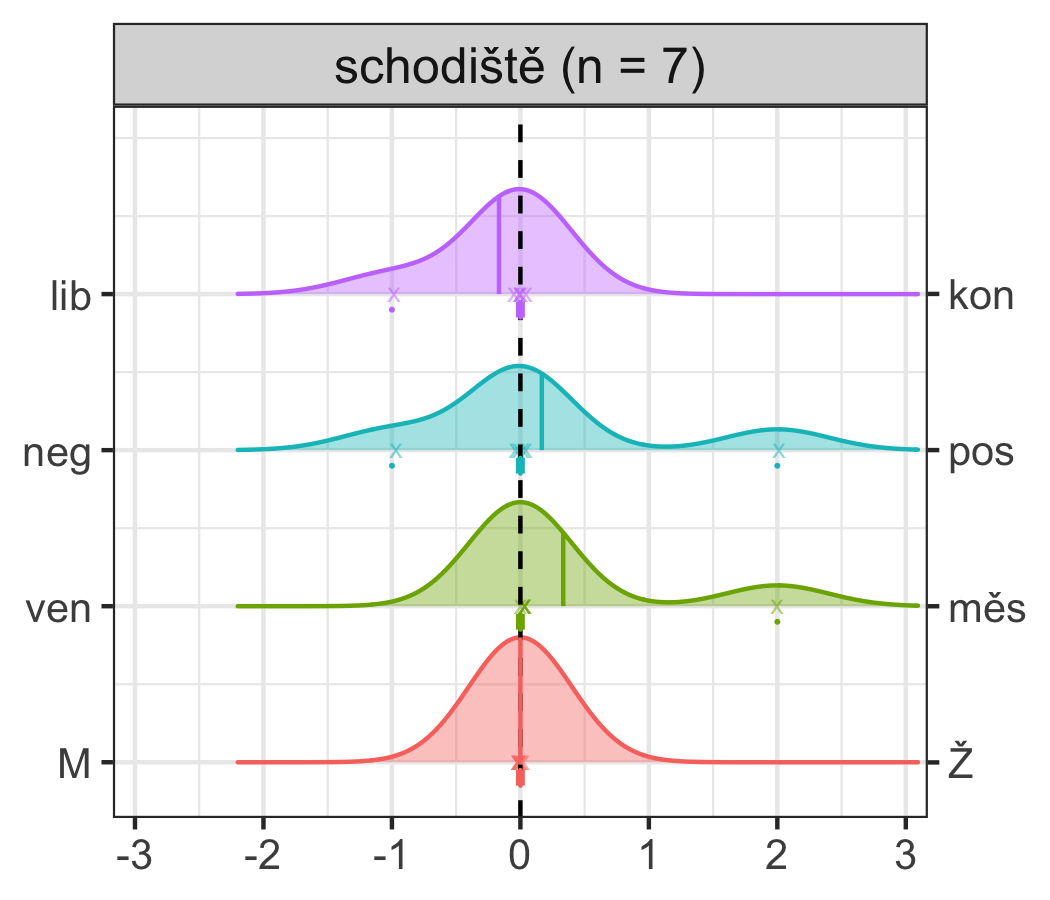 schodiště (n = 7)
lib kon
neg pos
ven měs
M Ž
-3 -2 -1 0 1 2 3